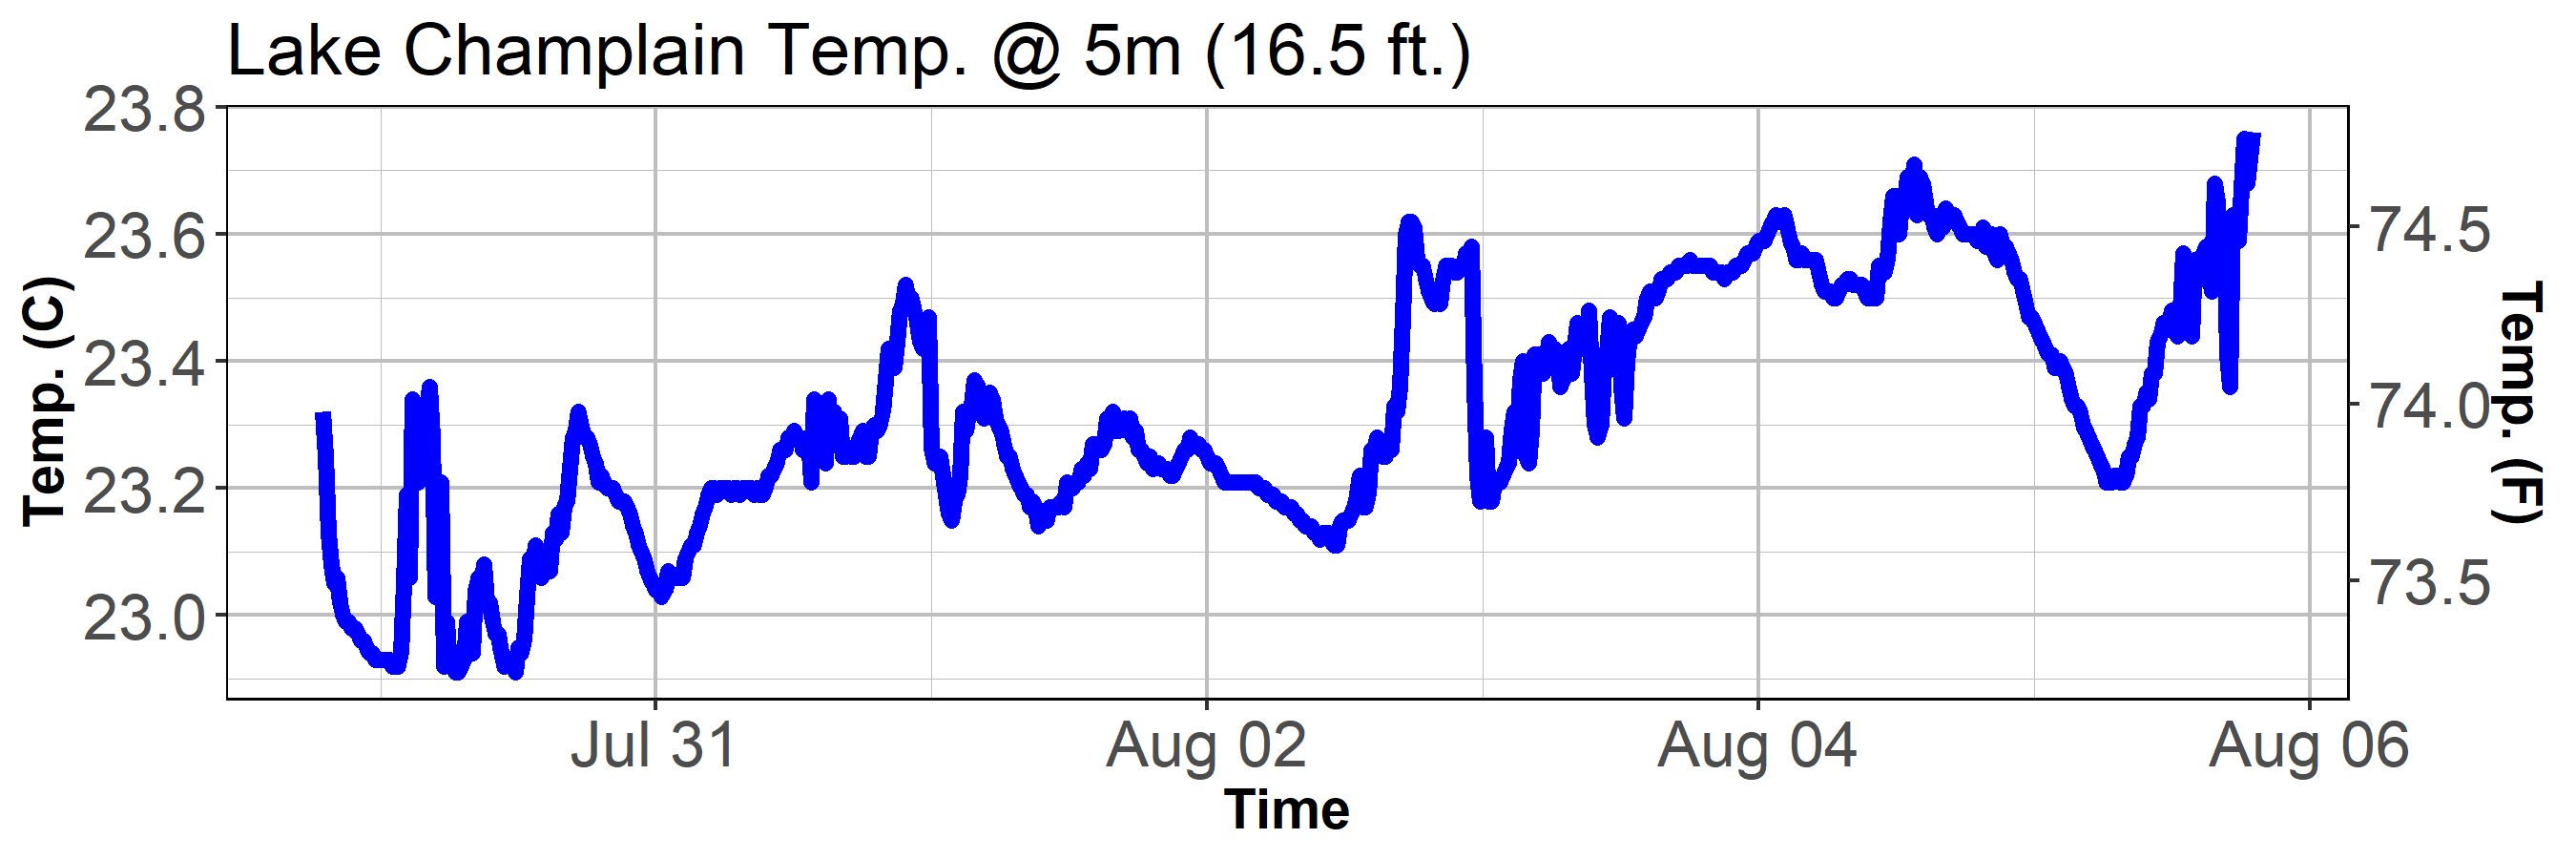 Lake Champlain Temp. @ 5m (16.5 ft.)
23.8
23.6
23.4
23.2
23.0
Temp. (C)
74.5
74.0
73.5
Temp. (F)
Jul 31 Aug 02 Aug 04 Aug 06
Time